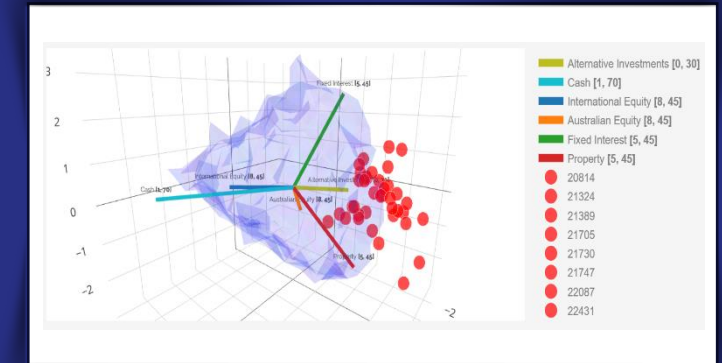 3
2
1
0
-1
-2
-2
Fixed Interest [5, 45]
International Equity [8, 45]
Cash [1, 70]
Australian Equity [8, 45]
Property [5, 45]
Alternative Investments [0, 30]
Cash [1, 70]
International Equity [8, 45]
Australian Equity [8, 45]
Fixed Interest [5, 45]
Property [5, 45]
20814
21324
21389
21705
21730
21747
22087
22431